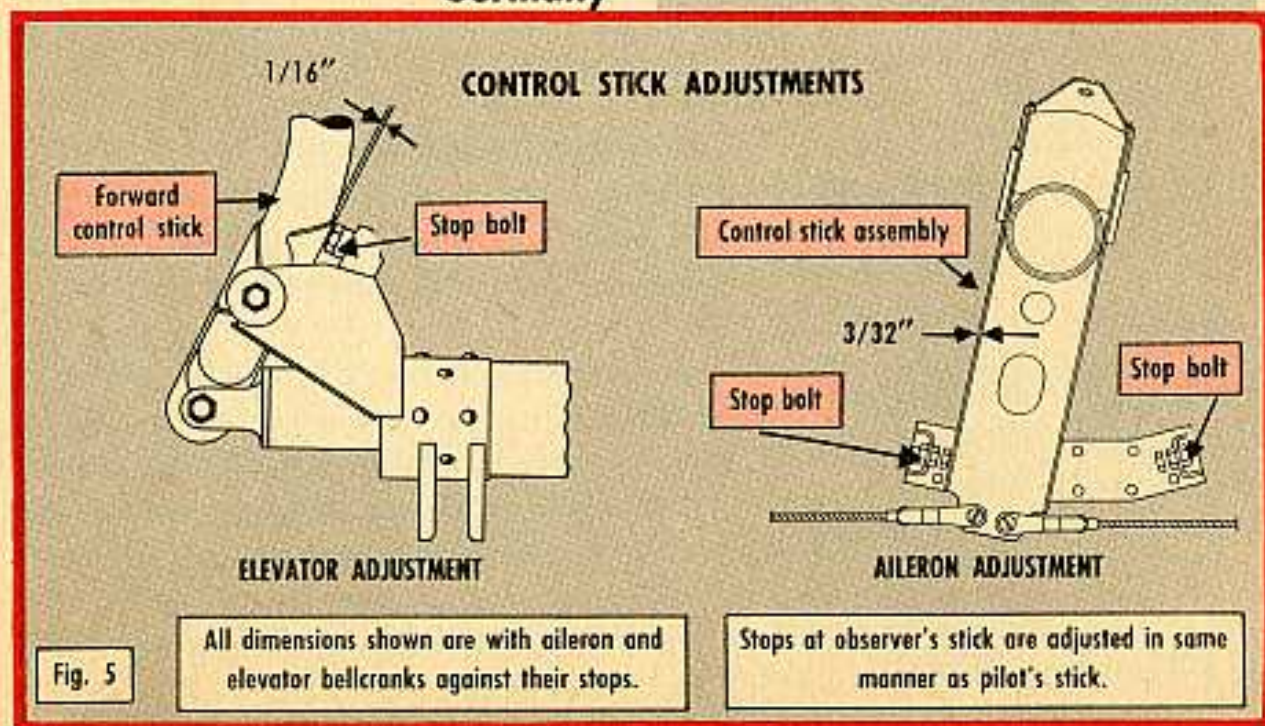 Germany
CONTROL STICK ADJUSTMENTS
1/16"
Forward
control stick
Stop bolt
ELEVATOR ADJUSTMENT
Control stick assembly
3/32"
Stop bolt
Stop bolt
AILERON ADJUSTMENT
Fig. 5
All dimensions shown are with aileron and
elevator bellcranks against their stops.
Stops at observer's stick are adjusted in same
manner as pilot's stick.